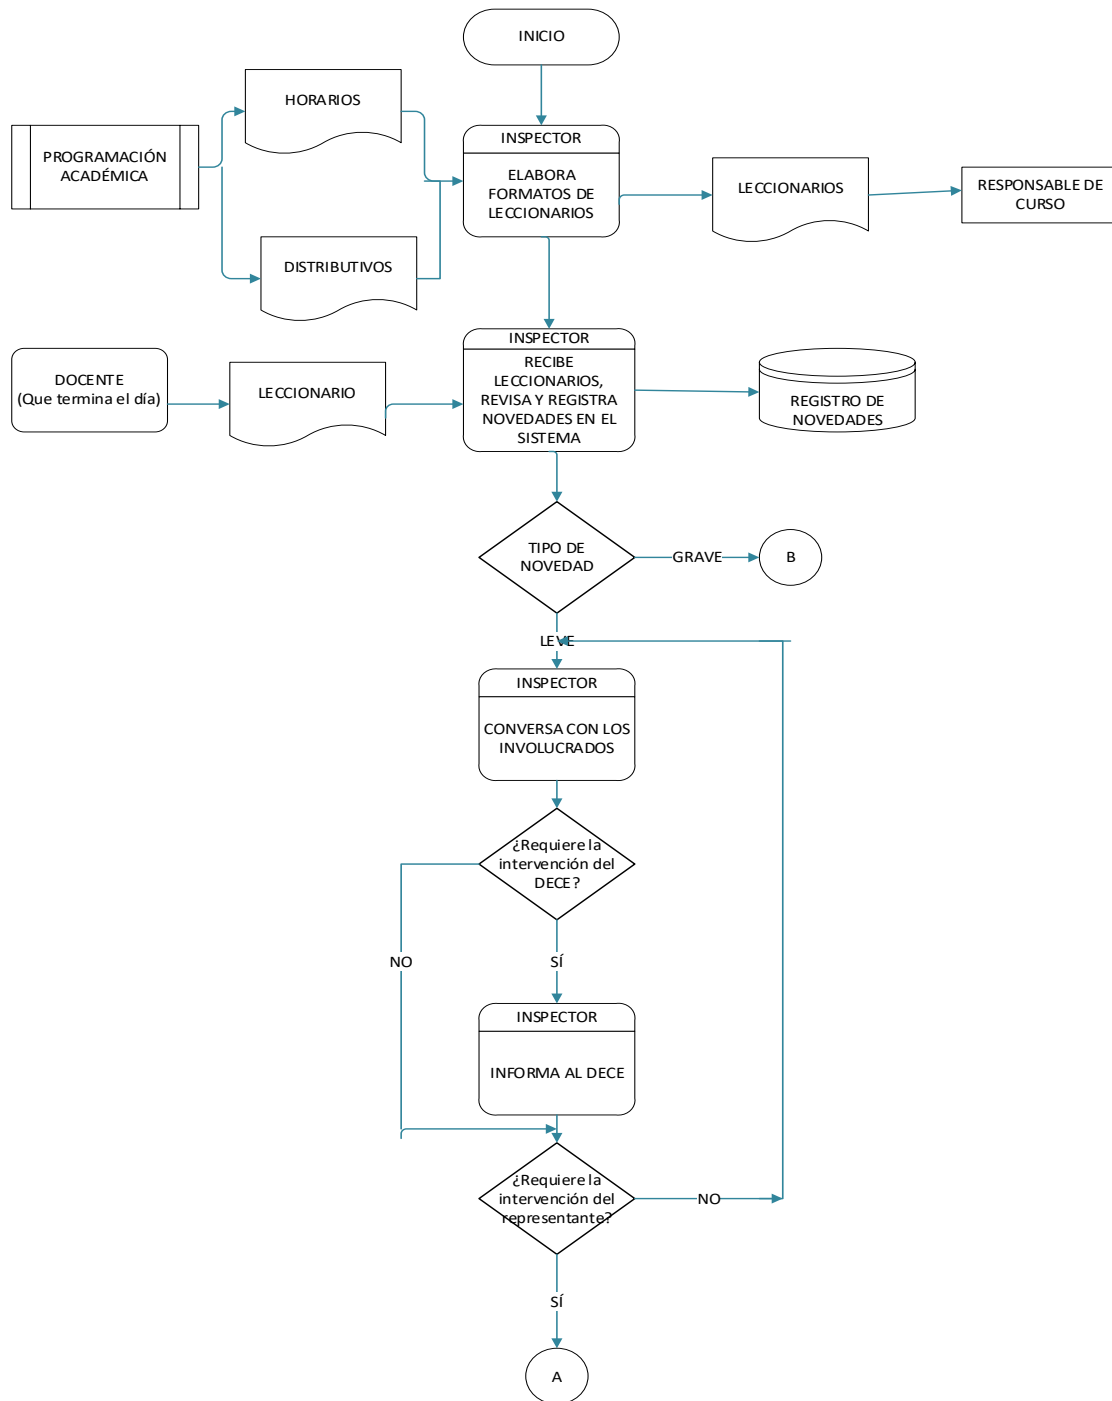 INICIO
HORARIOS
PROGRAMACIÓN
ACADÉMICA
DISTRIBUTIVOS
INSPECTOR
ELABORA
FORMATOS DE
LECCIONARIOS
LECCIONARIOS
RESPONSABLE DE
CURSO
DOCENTE
(Que termina el día)
LECCIONARIO
INSPECTOR
RECIBE
LECCIONARIOS,
REVISA Y REGISTRA
NOVEDADES EN EL
SISTEMA
REGISTRO DE
NOVEDADES
TIPO DE
NOVEDAD
GRAVE
B
LEVE
INSPECTOR
CONVERSA CON LOS
INVOLUCRADOS
¿Requiere la
intervención del
DECE?
NO
SÍ
INSPECTOR
INFORMA AL DECE
¿Requiere la
intervención del
representante?
NO
SÍ
A